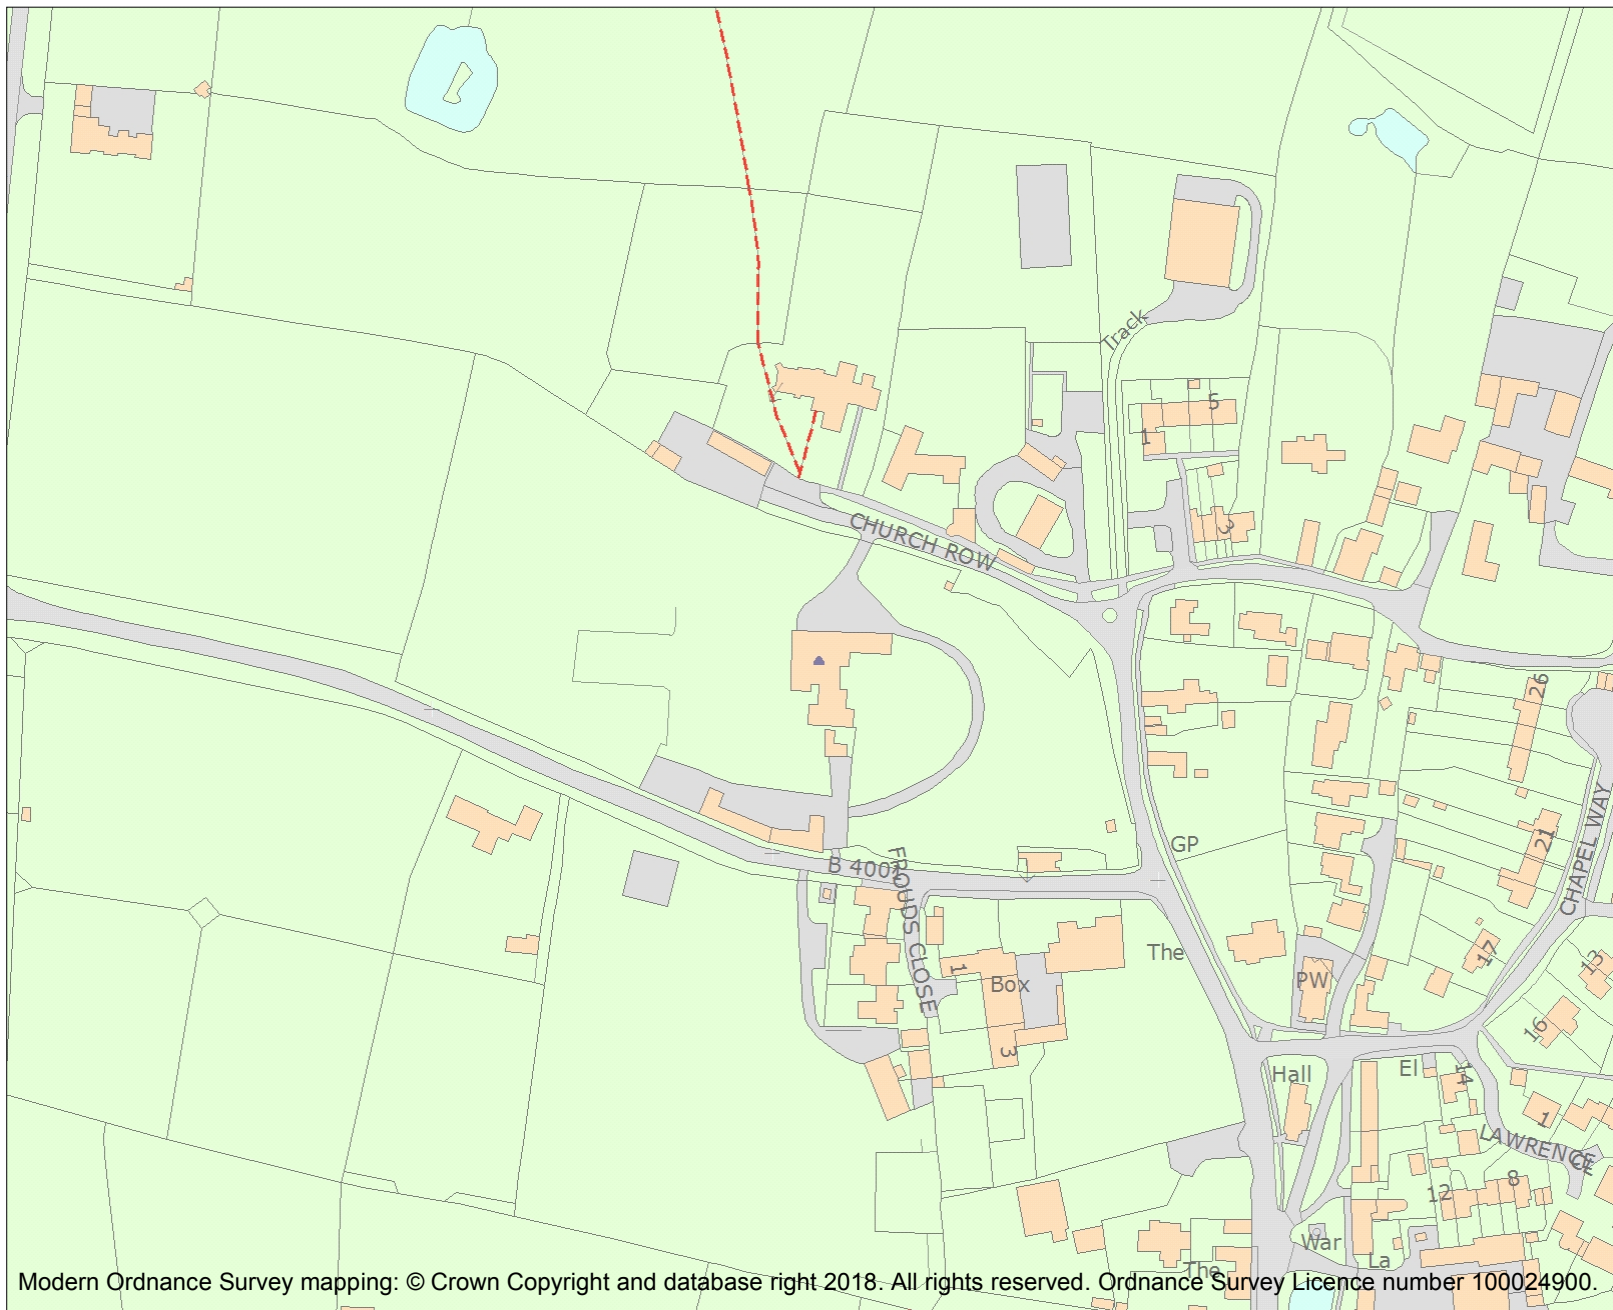 Track
5
1
CHURCH ROW
3
26
CHAPEL WAY
GP
21
B 4001
FROUDS CLOSE
The
17
13
1
Box
PW
16
3
Hall
El
14
1
LAWRENCE
12
8
War
La
The
Modern Ordnance Survey mapping: © Crown Copyright and database right 2018. All rights reserved. Ordnance Survey Licence number 100024900.